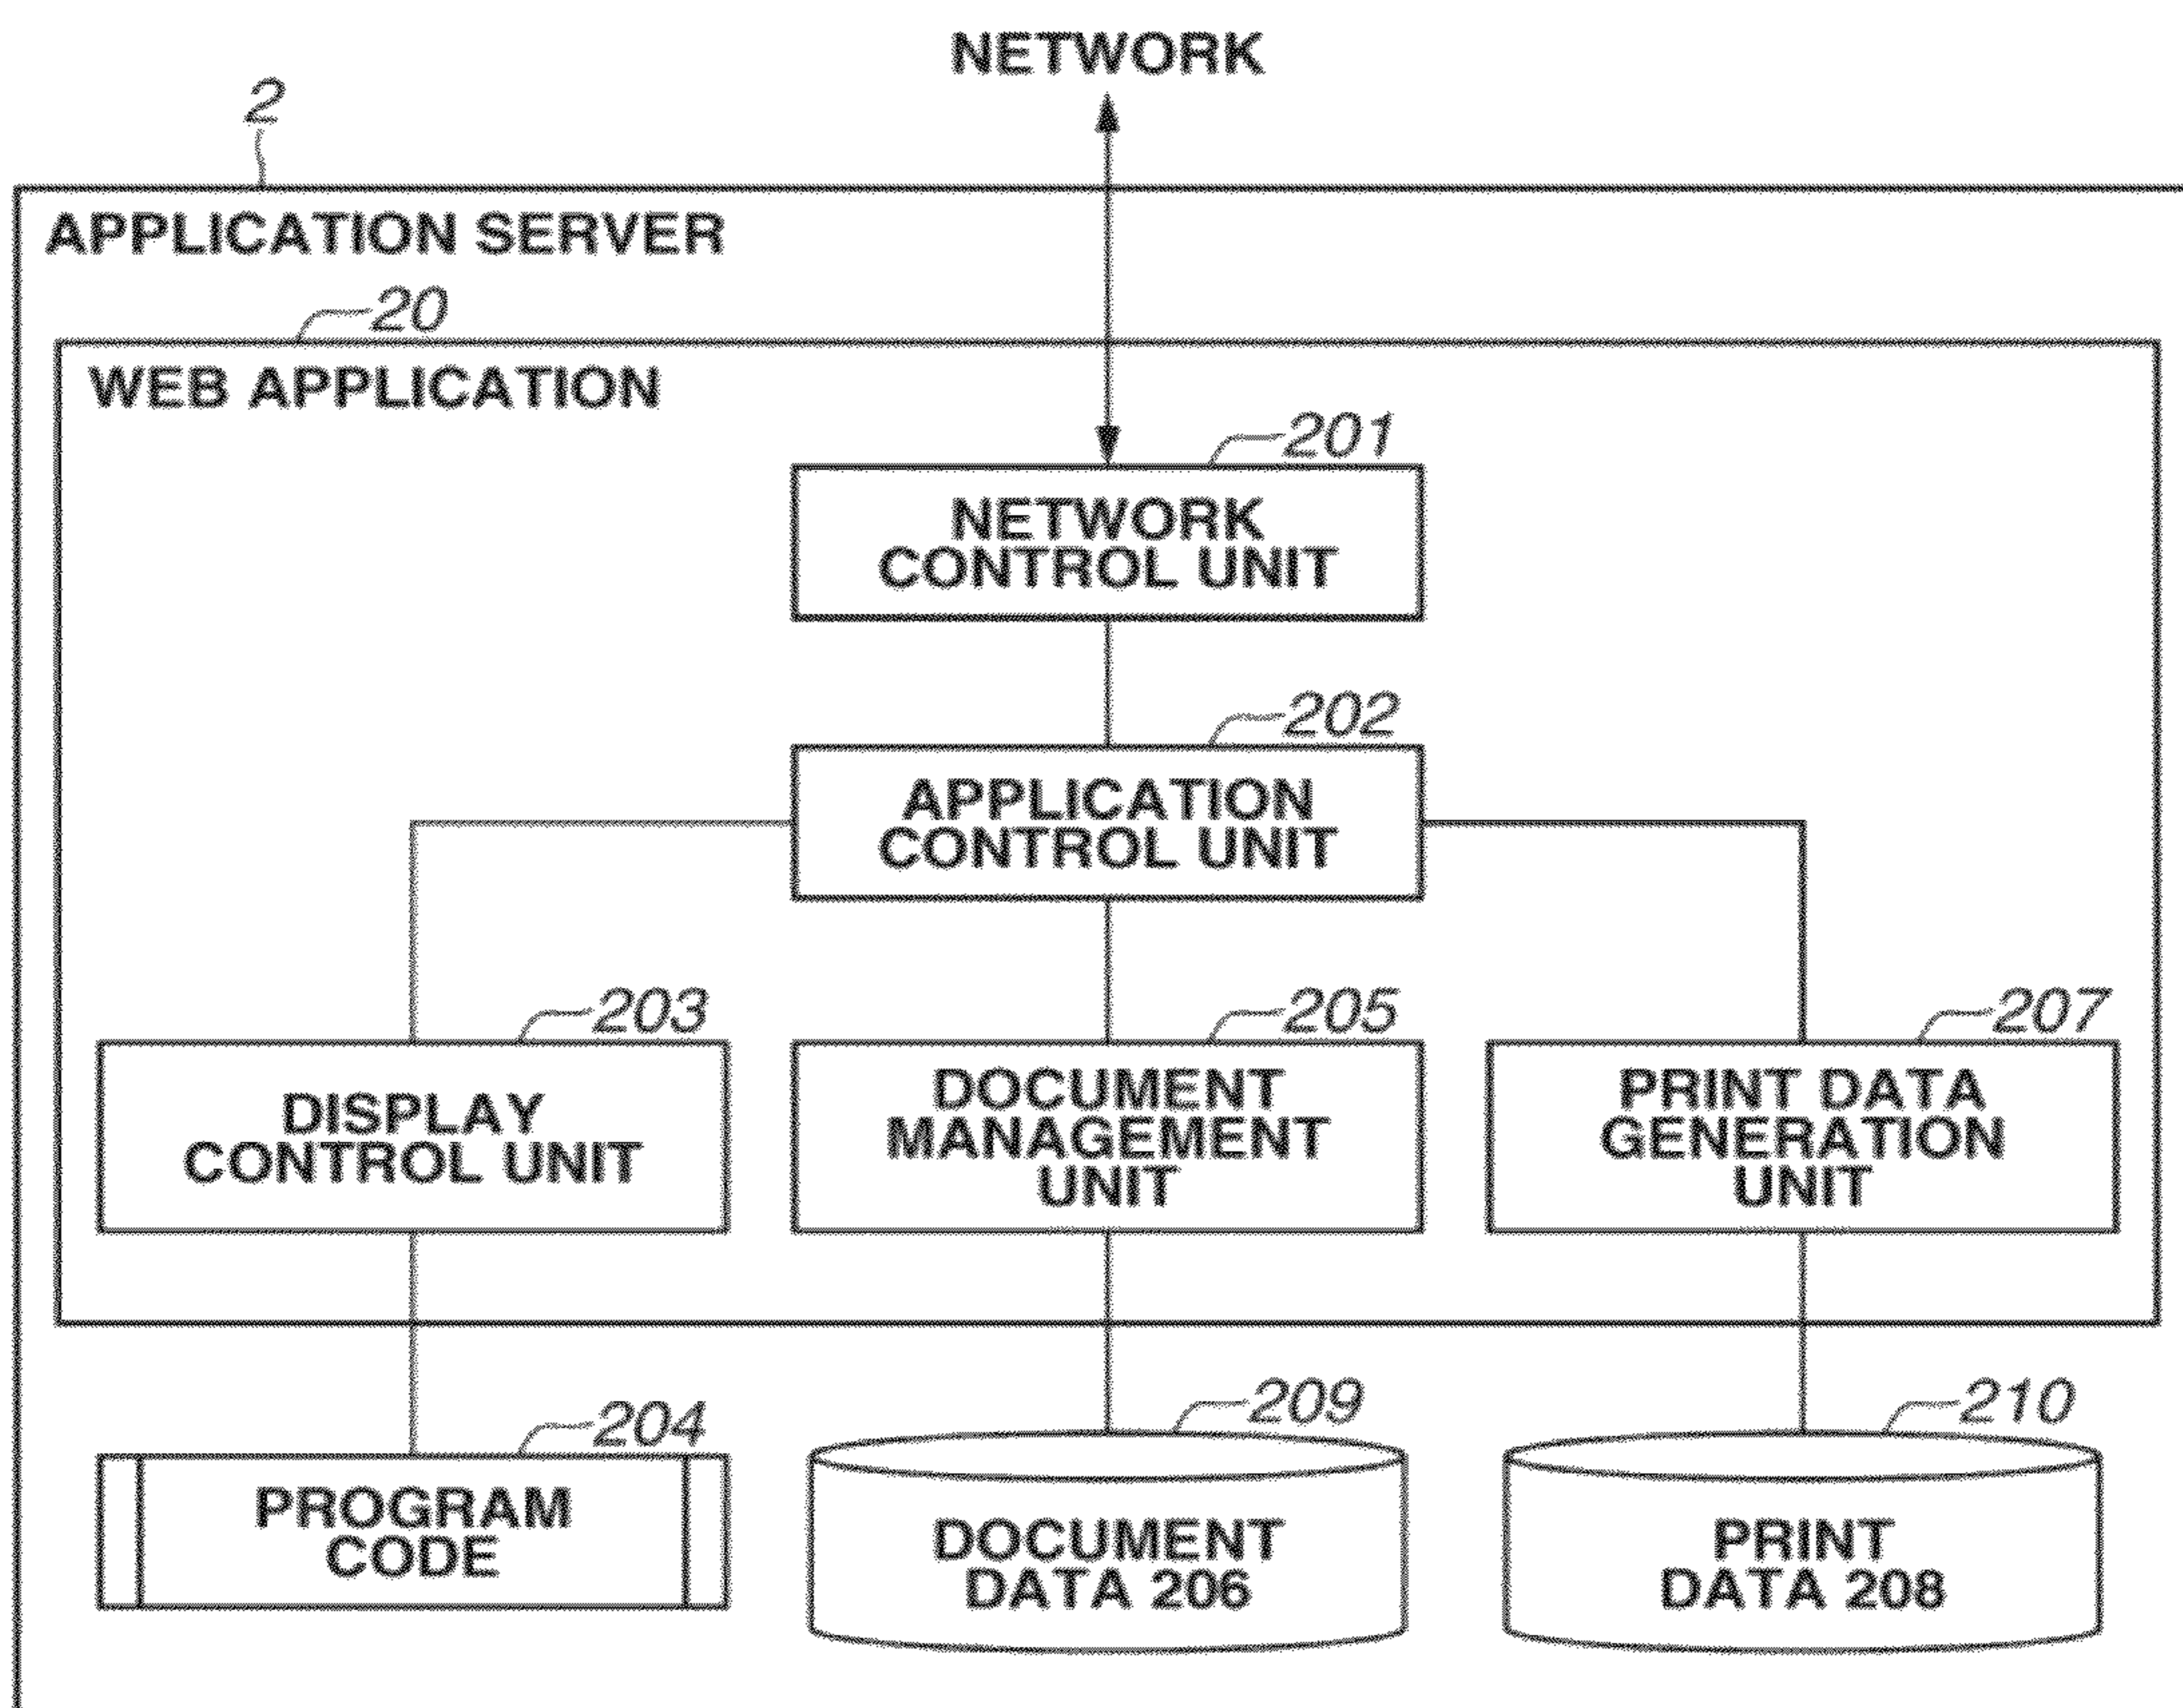 NETWORK
2
APPLICATION SERVER
20
WEB APPLICATION
201
NETWORK
CONTROL UNIT
202
APPLICATION
CONTROL UNIT
203
DISPLAY
CONTROL UNIT
205
DOCUMENT
MANAGEMENT
UNIT
207
PRINT DATA
GENERATION
UNIT
204
PROGRAM
CODE
209
DOCUMENT
DATA 206
210
PRINT
DATA 208